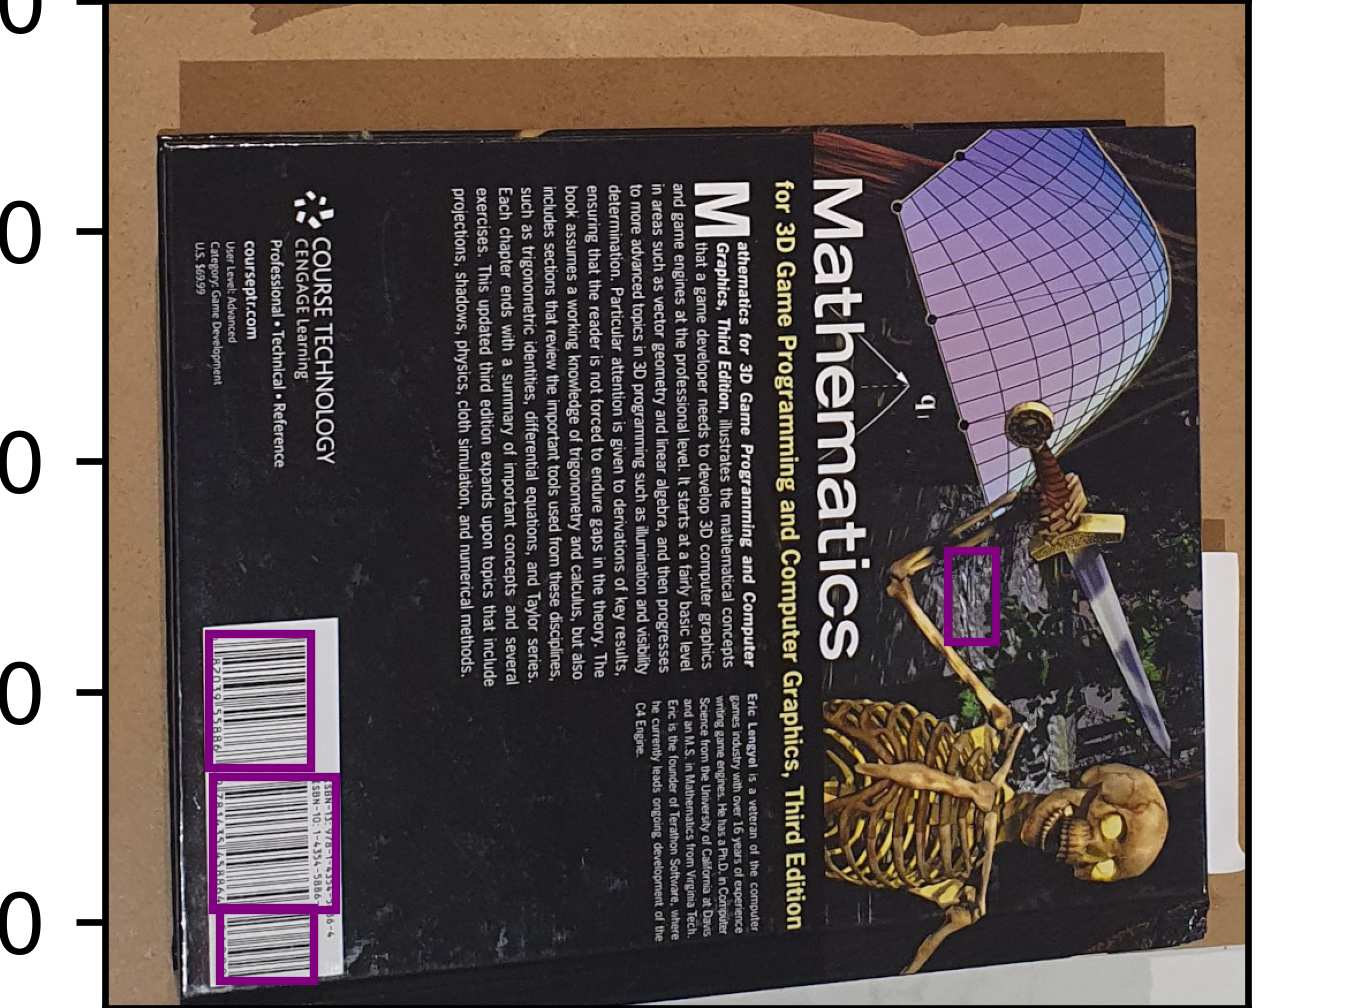 Mathematics
for 3D Game Programming and Computer Graphics, Third Edition
Mathematics for 3D Game Programming and Computer
Graphics, Third Edition, illustrates the mathematical concepts
that a game developer needs to develop 3D computer graphics
and game engines at the professional level. It starts at a fairly basic level
in areas such as vector geometry and linear algebra, and then progresses
to more advanced topics in 3D programming such as illumination and visibility
determination. Particular attention is given to derivations of key results,
ensuring that the reader is not forced to endure gaps in the theory. The
book assumes a working knowledge of trigonometry and calculus, but also
includes sections that review the important tools used from these disciplines,
such as trigonometric identities, differential equations, and Taylor series.
Each chapter ends with a summary of important concepts and several
exercises. This updated third edition expands upon topics that include
projections, shadows, physics, cloth simulation, and numerical methods.
Eric Lengyel is a veteran of the computer
games industry with over 16 years of experience
writing game engines. He has a Ph.D. in Computer
Science from the University of California at Davis
and an M.S. in Mathematics from Virginia Tech.
Eric is the founder of Terathon Software, where
he currently leads ongoing development of the
C4 Engine.
COURSE TECHNOLOGY
CENGAGE Learning
Professional • Technical • Reference
courseptr.com
User Level: Advanced
Category: Game Development
U.S. $69.99
q
0
0
0
0
0